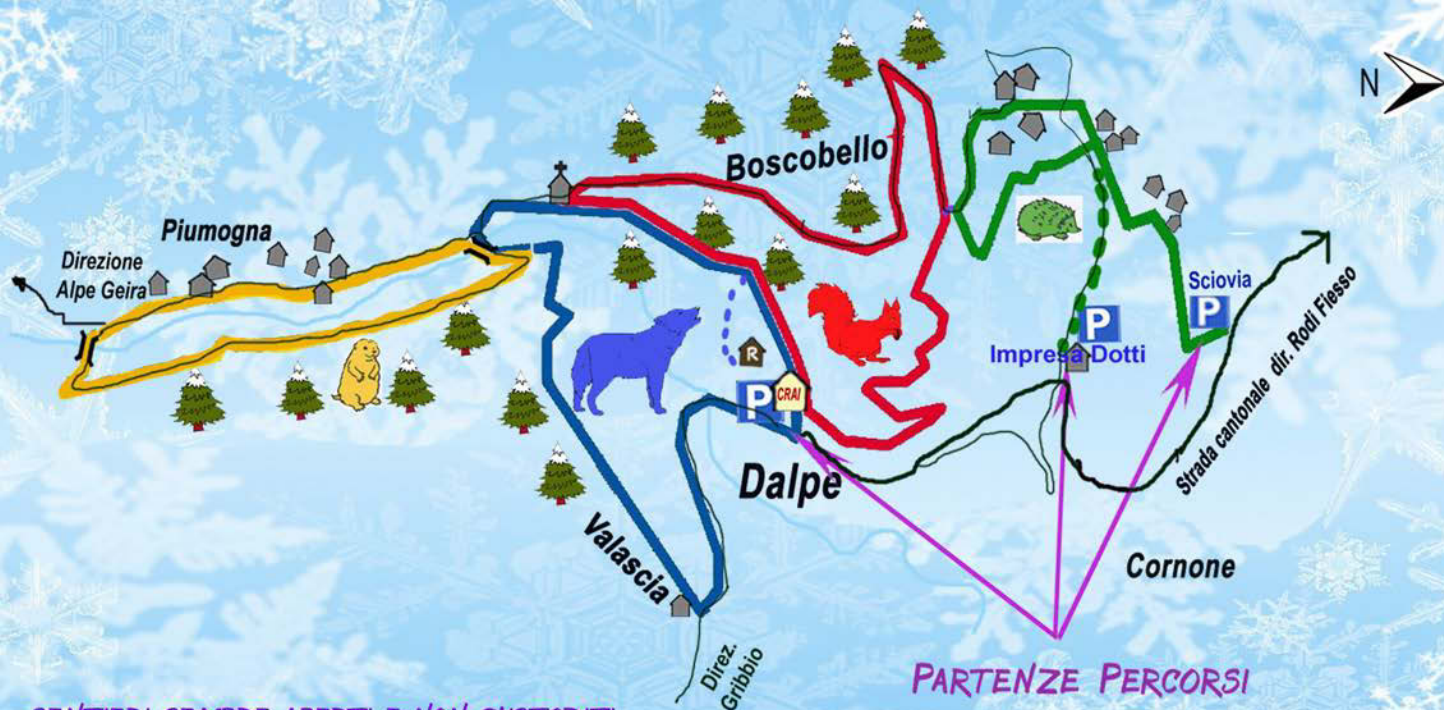 N
Boscobello
Piumogna
Direzione
Alpe Geira
Sciovia
P
P
Impresa Dotti
Strada cantonale dir. Rodi Fiesso
R
P
CRAI
Dalpe
Valascia
Cornone
Direz.
Gribbio
PARTENZE PERCORSI